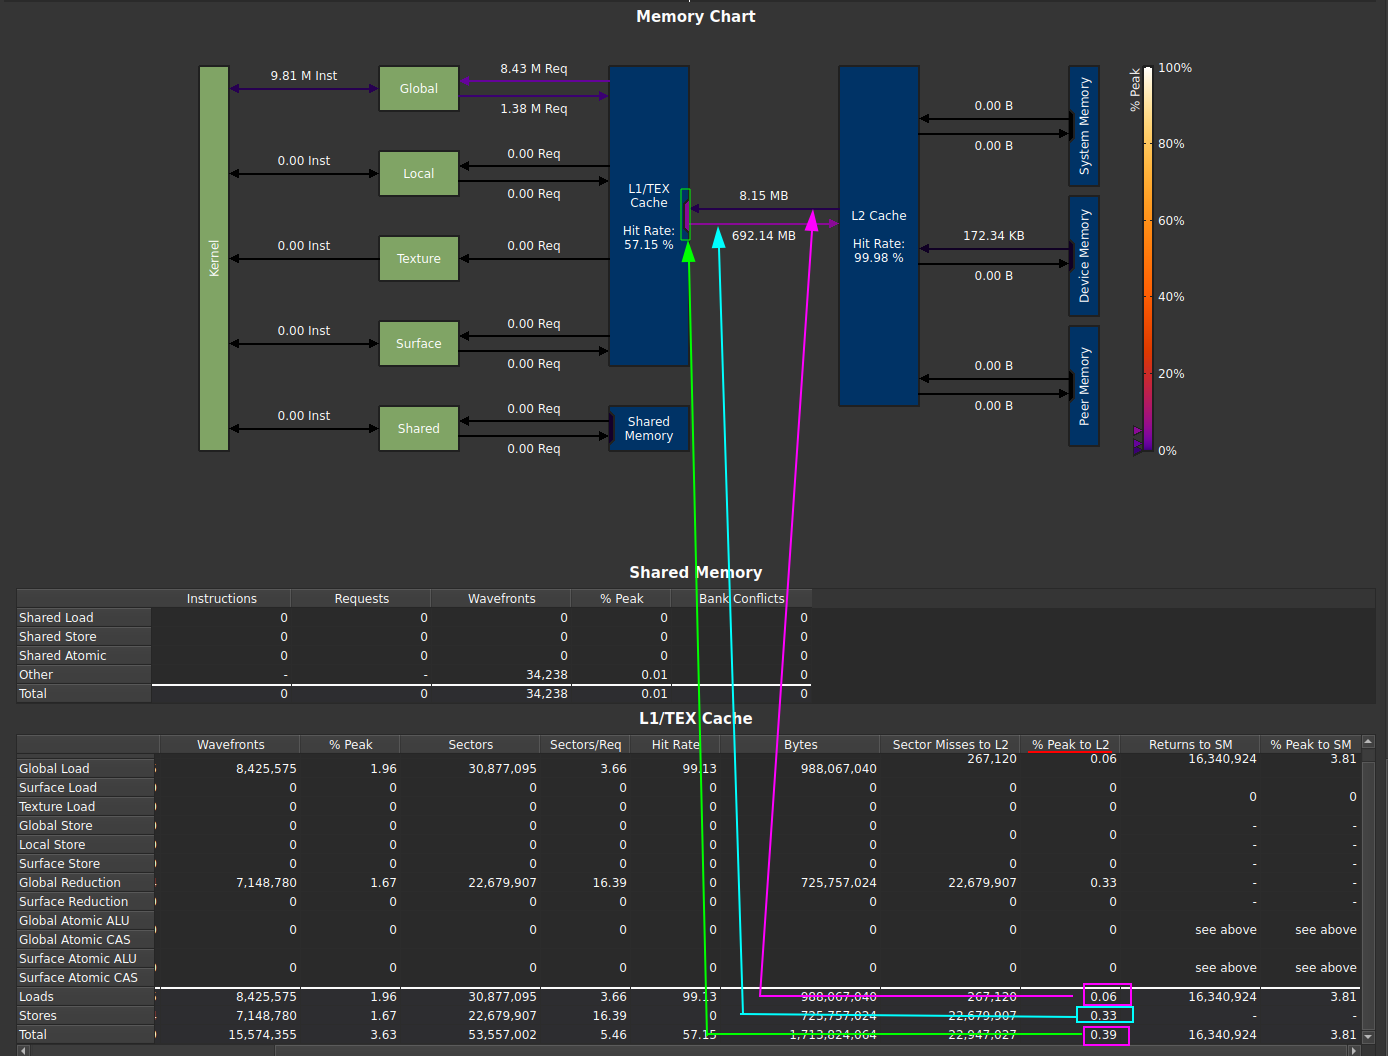 Memory Chart
9.81 M Inst
Global
8.43 M Req
1.38 M Req
0.00 Inst
Local
0.00 Req
0.00 Req
0.00 Inst
Texture
0.00 Req
0.00 Inst
Surface
0.00 Req
0.00 Req
0.00 Inst
Shared
0.00 Req
0.00 Req
Kernel
L1/TEX
Cache
Hit Rate:
57.15 %
Shared
Memory
8.15 MB
692.14 MB
L2 Cache
Hit Rate:
99.98 %
0.00 B
0.00 B
System Memory
172.34 KB
0.00 B
Device Memory
0.00 B
0.00 B
Peer Memory
% Peak
100%
80%
60%
40%
20%
0%
Shared Memory
Instructions Requests Wavefronts % Peak Bank Conflicts
Shared Load 0 0 0 0 0
Shared Store 0 0 0 0 0
Shared Atomic 0 0 0 0 0
Other - - 34,238 0.01 0
Total 0 0 34,238 0.01 0
L1/TEX Cache
Wavefronts % Peak Sectors Sectors/Req Hit Rate Bytes Sector Misses to L2 % Peak to L2 Returns to SM % Peak to SM
Global Load 8,425,575 1.96 30,877,095 3.66 99.13 988,067,040 267,120 0.06 16,340,924 3.81
Surface Load 0 0 0 0 0 0 0 0
Texture Load 0 0 0 0 0 0 0 0 0 0
Global Store 0 0 0 0 0 0 - -
Local Store 0 0 0 0 0 0 0 0 - -
Surface Store 0 0 0 0 0 0 0 0 - -
Global Reduction 7,148,780 1.67 22,679,907 16.39 0 725,757,024 22,679,907 0.33 - -
Surface Reduction 0 0 0 0 0 0 0 0 - -
Global Atomic ALU
Global Atomic CAS 0 0 0 0 0 0 0 0 see above see above
Surface Atomic ALU
Surface Atomic CAS 0 0 0 0 0 0 0 0 see above see above
Loads 8,425,575 1.96 30,877,095 3.66 99.13 988,067,040 267,120 0.06 16,340,924 3.81
Stores 7,148,780 1.67 22,679,907 16.39 0 725,757,024 22,679,907 0.33 - -
Total 15,574,355 3.63 53,557,002 5.46 57.15 1,713,824,064 22,947,027 0.39 16,340,924 3.81